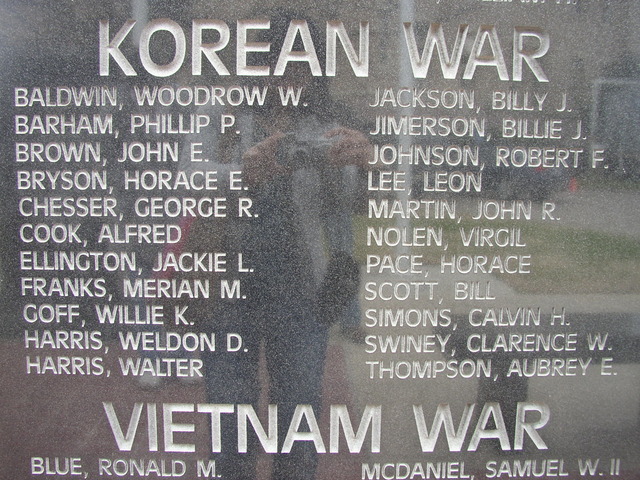 KOREAN WAR
BALDWIN, WOODROW W.
BARHAM, PHILLIP P.
BROWN, JOHN E.
BRYSON, HORACE E.
CHESSER, GEORGE R.
COOK, ALFRED
ELLINGTON, JACKIE L.
FRANKS, MERIAN M.
GOFF, WILLIE K.
HARRIS, WELDON D.
HARRIS, WALTER
JACKSON, BILLY J.
JIMERSON, BILLIE J.
JOHNSON, ROBERT F.
LEE, LEON
MARTIN, JOHN R.
NOLEN, VIRGIL
PACE, HORACE
SCOTT, BILL
SIMONS, CALVIN H.
SWINEY, CLARENCE W.
THOMPSON, AUBREY E.
VIETNAM WAR
BLUE, RONALD M.
MCDANIEL, SAMUEL W. II